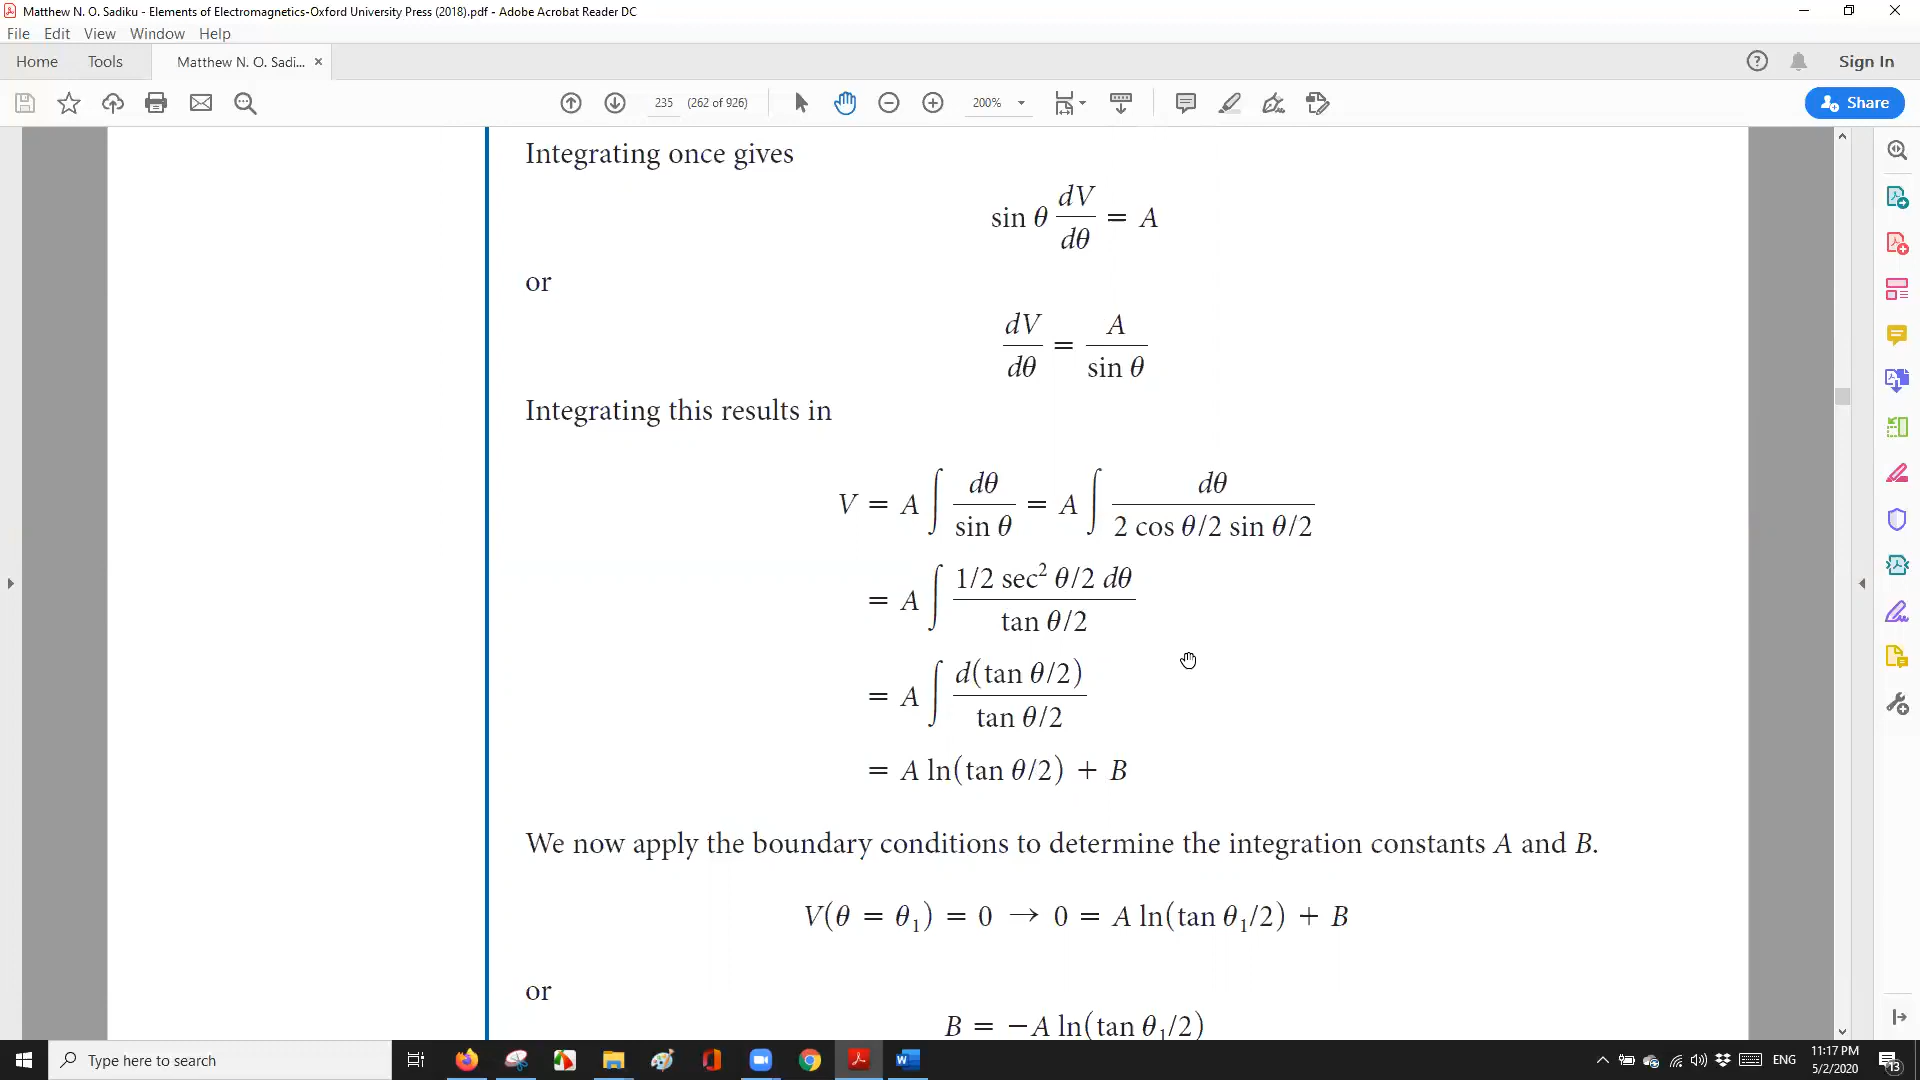 Matthew N. O. Sadiku - Elements of Electromagnetics-Oxford University Press (2018).pdf - Adobe Acrobat Reader DC
File Edit View Window Help
Home Tools Matthew N. O. Sadi... × Sign In
235 (262 of 926) 200% Share
Integrating once gives
sin θ dV/dθ = A
or
dV/dθ = A/sin θ
Integrating this results in
V = A ∫ dθ/sin θ = A ∫ dθ/(2 cos θ/2 sin θ/2)
= A ∫ (1/2 sec² θ/2 dθ)/(tan θ/2)
= A ∫ d(tan θ/2)/(tan θ/2)
= A ln(tan θ/2) + B
We now apply the boundary conditions to determine the integration constants A and B.
V(θ = θ₁) = 0 → 0 = A ln(tan θ₁/2) + B
or
B = −A ln(tan θ₁/2)
Type here to search
ENG
11:17 PM
5/2/2020
13